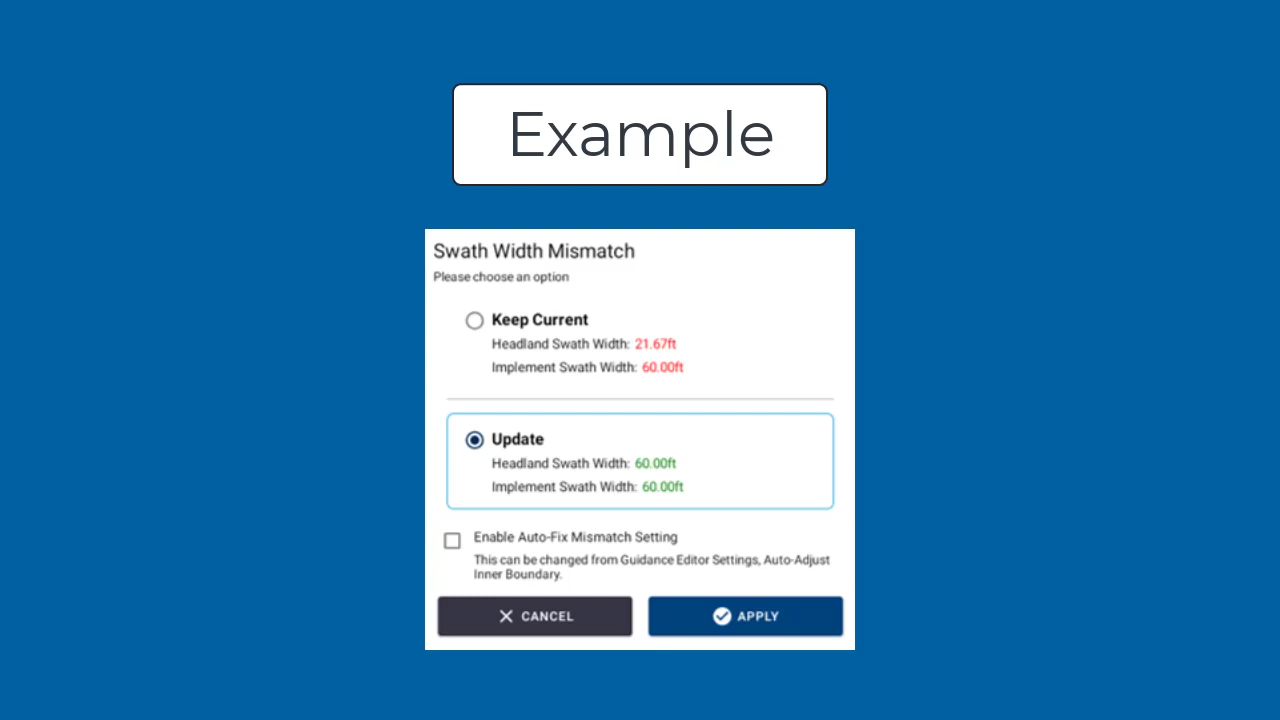 Example
Swath Width Mismatch
Please choose an option
Keep Current
Headland Swath Width: 21.67ft
Implement Swath Width: 60.00ft
Update
Headland Swath Width: 60.00ft
Implement Swath Width: 60.00ft
Enable Auto-Fix Mismatch Setting
This can be changed from Guidance Editor Settings, Auto-Adjust
Inner Boundary.
CANCEL
APPLY